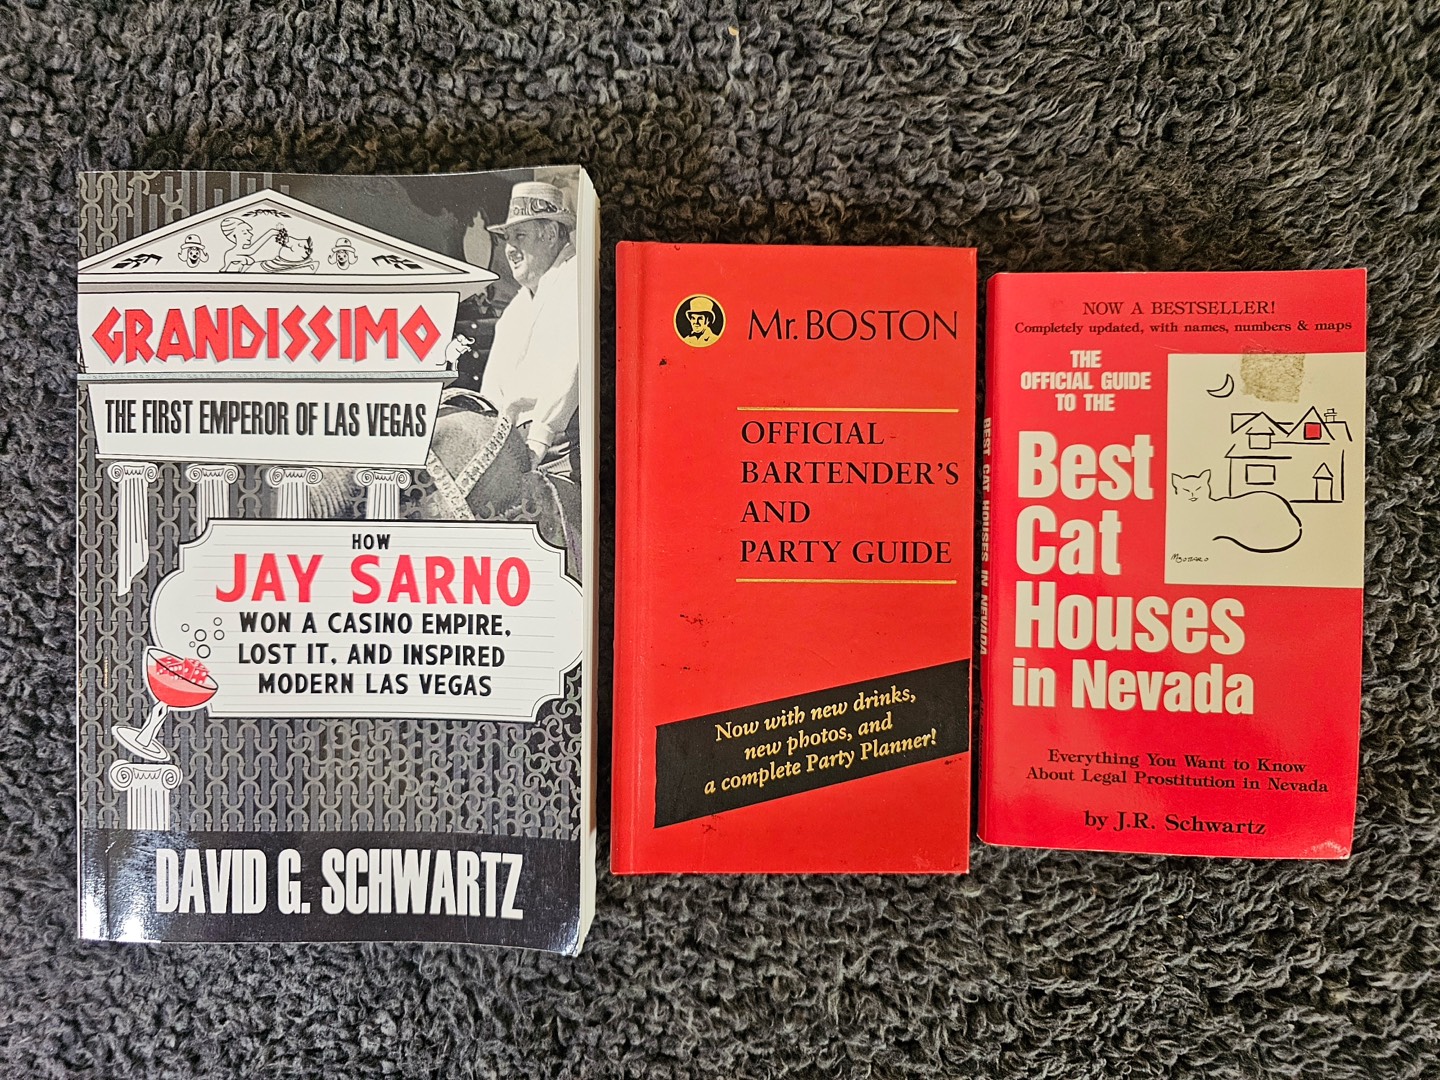 GRANDISSIMO
THE FIRST EMPEROR OF LAS VEGAS
HOW
JAY SARNO
WON A CASINO EMPIRE,
LOST IT, AND INSPIRED
MODERN LAS VEGAS
DAVID G. SCHWARTZ
Mr. BOSTON
OFFICIAL
BARTENDER'S
AND
PARTY GUIDE
Now with new drinks,
new photos, and
a complete Party Planner!
BEST CAT HOUSES IN NEVADA
NOW A BESTSELLER!
Completely updated, with names, numbers & maps
THE
OFFICIAL GUIDE
TO THE
Best
Cat
Houses
in Nevada
Everything You Want to Know
About Legal Prostitution in Nevada
by J.R. Schwartz